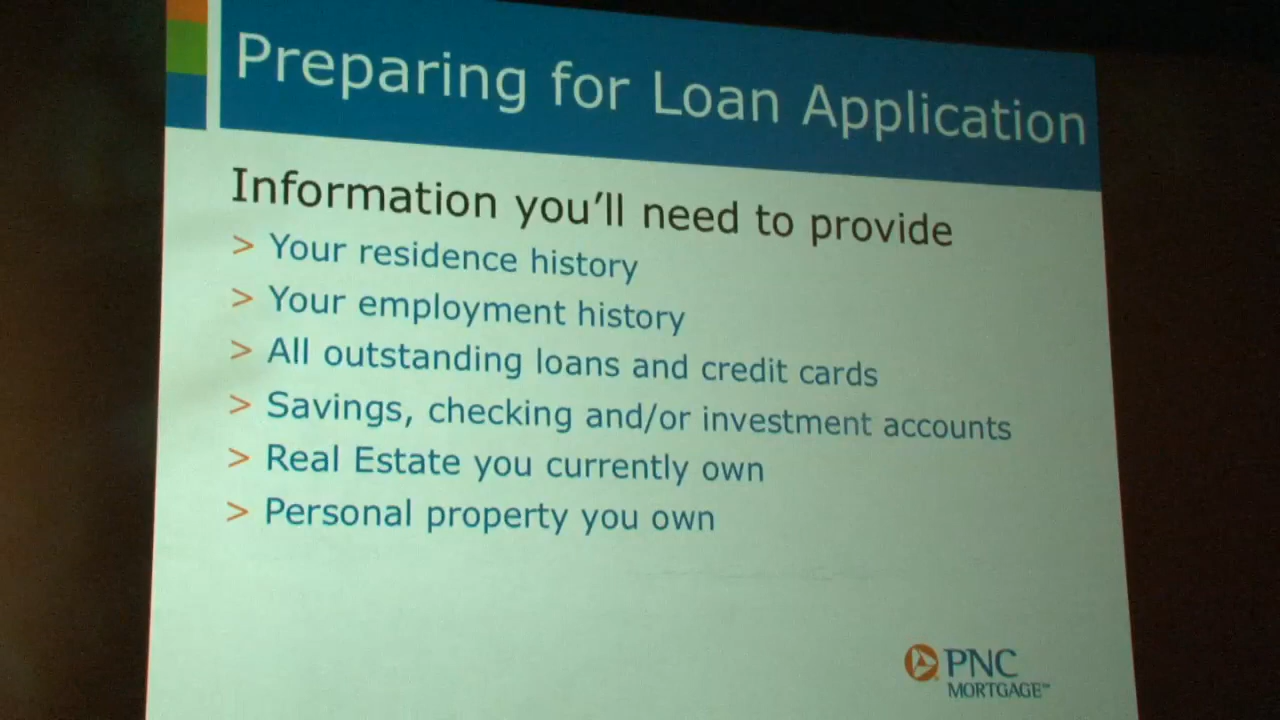 Preparing for Loan Application
Information you'll need to provide
> Your residence history
> Your employment history
> All outstanding loans and credit cards
> Savings, checking and/or investment accounts
> Real Estate you currently own
> Personal property you own
PNC
MORTGAGE℠